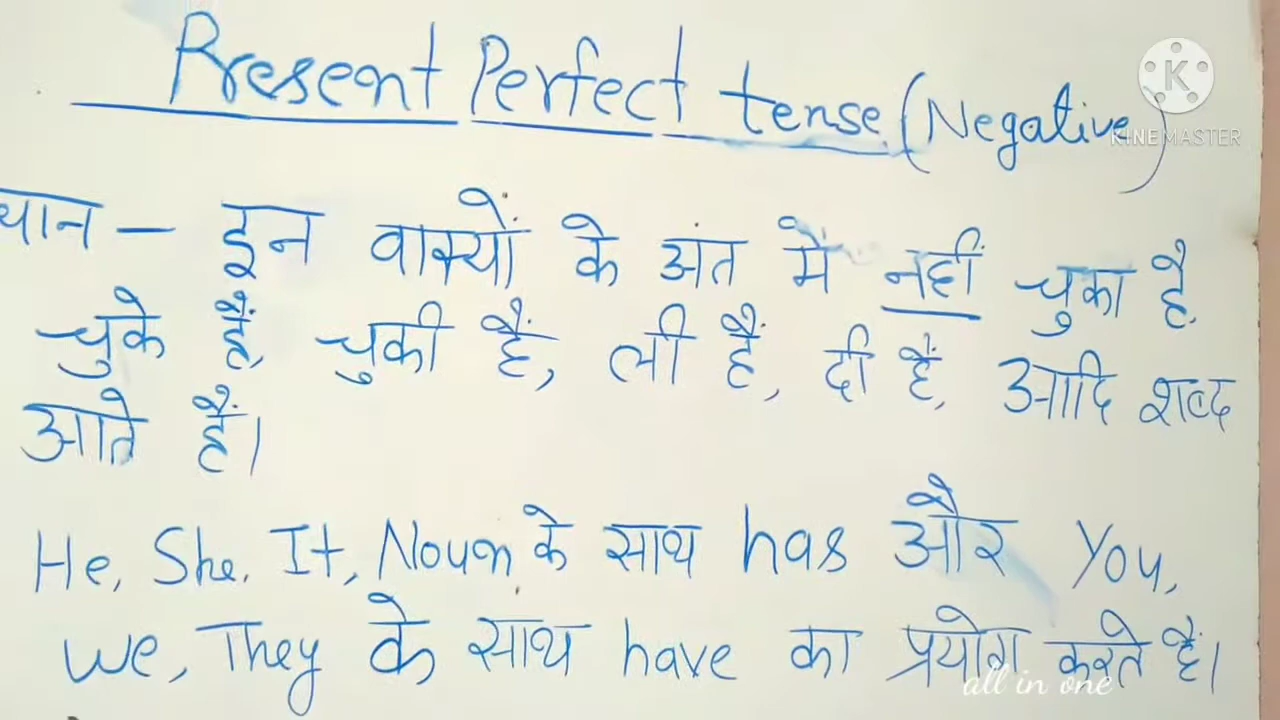 Present Perfect tense (Negative)
K
KINEMASTER
इन वाक्यों के अंत में नहीं चुका है,
चुके हैं, चुकी हैं, ली हैं, दी हैं, आदि शब्द
आते हैं।
He, She, It, Noun के साथ has और You,
We, They के साथ have का प्रयोग करते हैं।
all in one